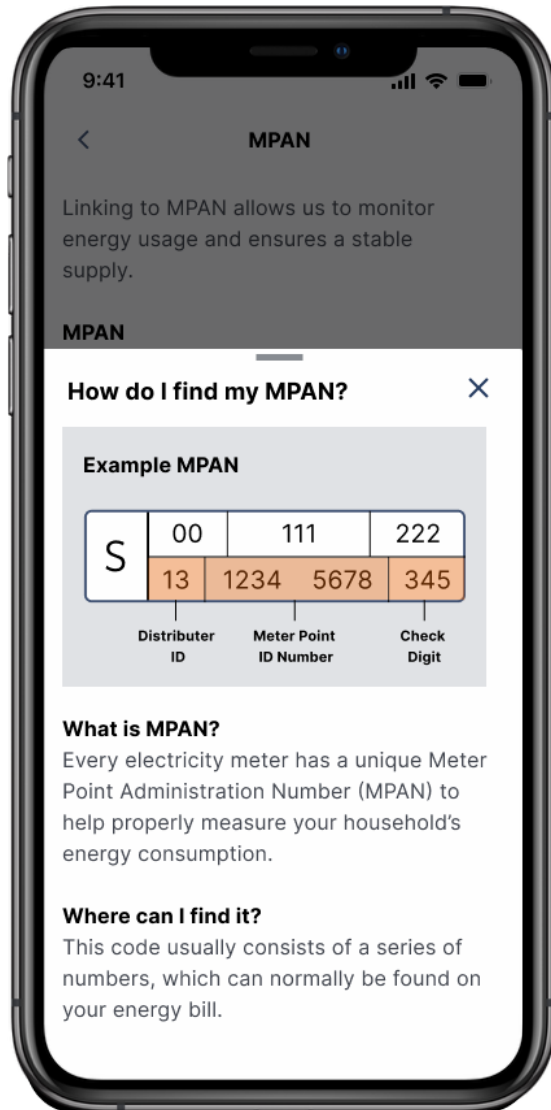 9:41
MPAN
Linking to MPAN allows us to monitor
energy usage and ensures a stable
supply.
MPAN
How do I find my MPAN?
Example MPAN
S
00 111 222
13 1234 5678 345
Distributer Meter Point Check
ID ID Number Digit
What is MPAN?
Every electricity meter has a unique Meter
Point Administration Number (MPAN) to
help properly measure your household’s
energy consumption.
Where can I find it?
This code usually consists of a series of
numbers, which can normally be found on
your energy bill.